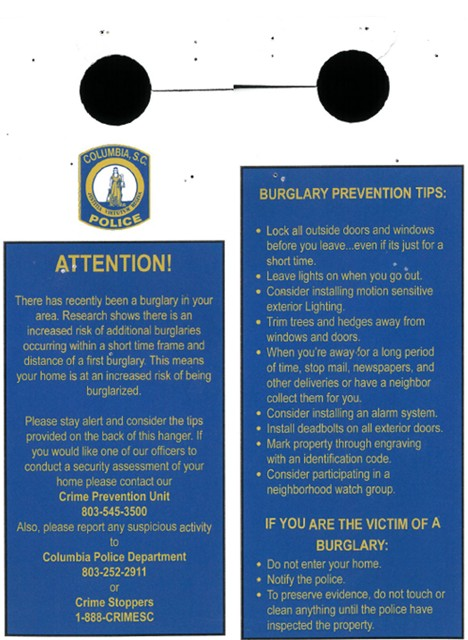 COLUMBIA, S.C.
POLICE
ATTENTION!
There has recently been a burglary in your
area. Research shows there is an
increased risk of additional burglaries
occurring within a short time frame and
distance of a first burglary. This means
your home is at an increased risk of being
burglarized.
Please stay alert and consider the tips
provided on the back of this hanger. If
you would like one of our officers to
conduct a security assessment of your
home please contact our
Crime Prevention Unit
803-545-3500
Also, please report any suspicious activity
to
Columbia Police Department
803-252-2911
or
Crime Stoppers
1-888-CRIMESC
BURGLARY PREVENTION TIPS:
• Lock all outside doors and windows
before you leave...even if its just for a
short time.
• Leave lights on when you go out.
• Consider installing motion sensitive
exterior Lighting.
• Trim trees and hedges away from
windows and doors.
• When you're away for a long period
of time, stop mail, newspapers, and
other deliveries or have a neighbor
collect them for you.
• Consider installing an alarm system.
• Install deadbolts on all exterior doors.
• Mark property through engraving
with an identification code.
• Consider participating in a
neighborhood watch group.
IF YOU ARE THE VICTIM OF A
BURGLARY:
• Do not enter your home.
• Notify the police.
• To preserve evidence, do not touch or
clean anything until the police have
inspected the property.